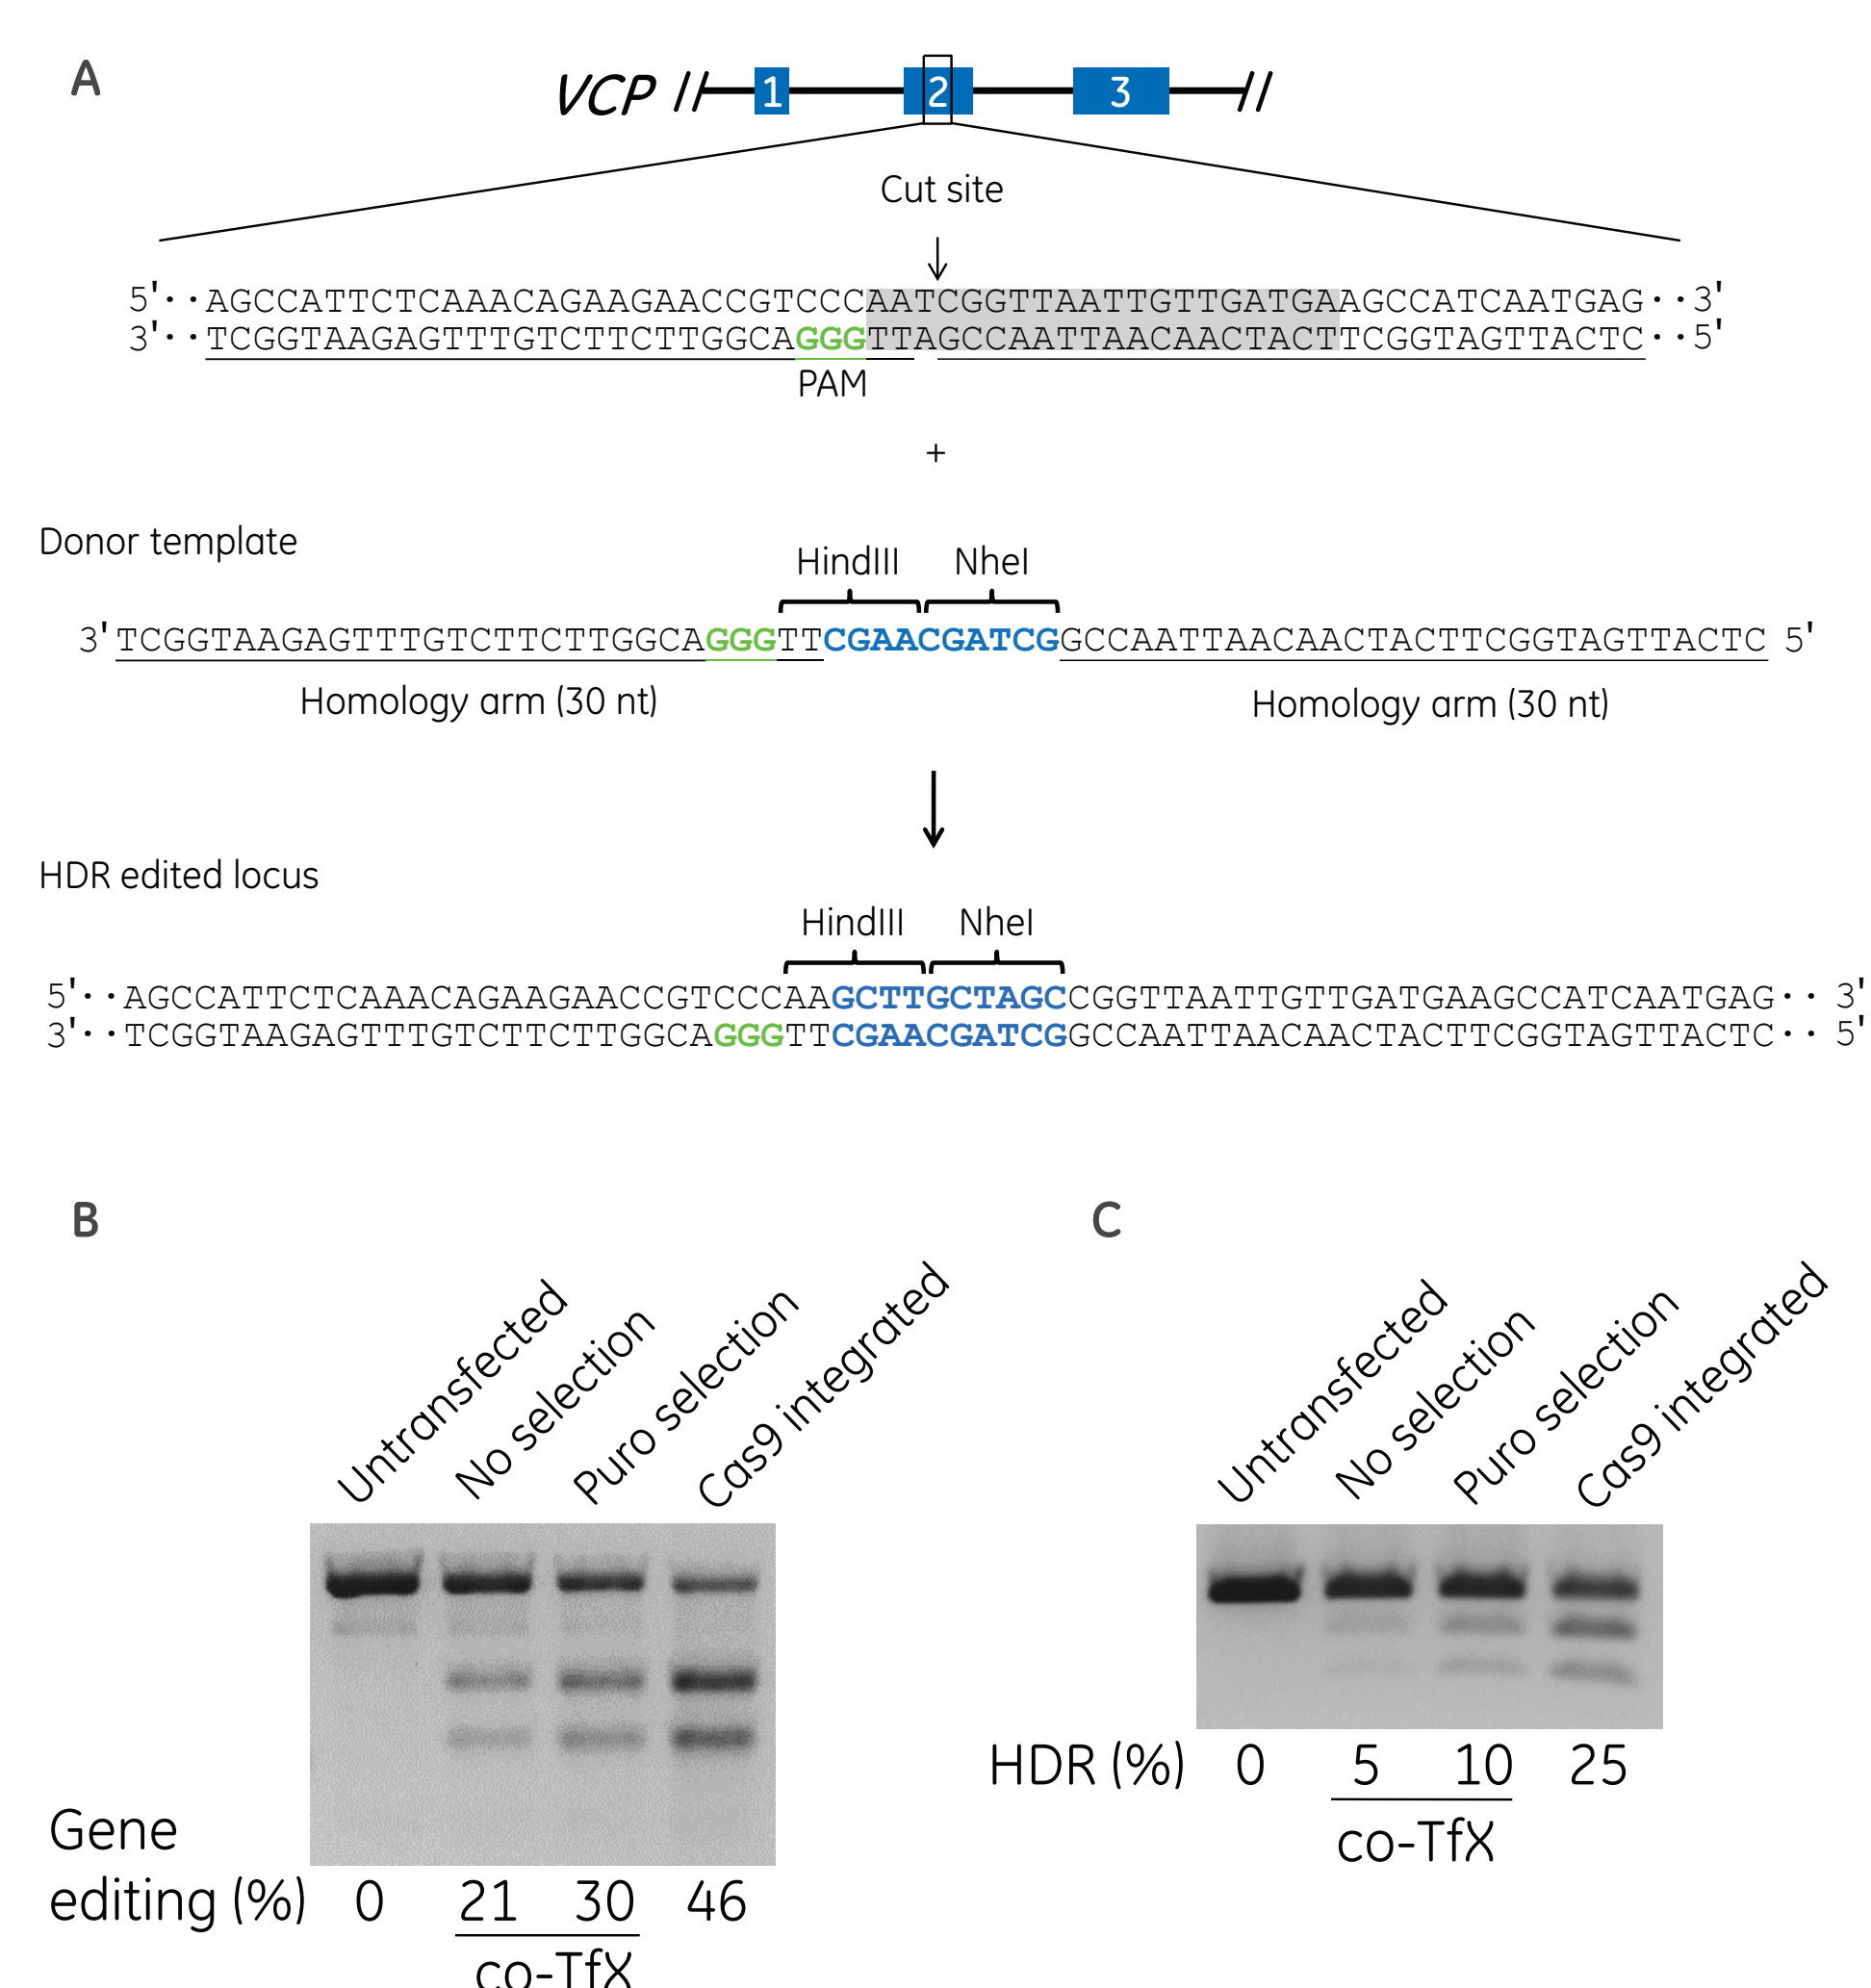 A
VCP // 1 2 3 //
Cut site
5'··AGCCATTCTCAAACAGAAGAACCGTCCCAATCGGTTAATTGTTGATGAAGCCATCAATGAG··3'
3'··TCGGTAAGAGTTTGTCTTCTTGGCAGGGTTAGCCAATTAACAACTACTTCGGTAGTTACTC··5'
PAM
+
Donor template
HindIII NheI
3'TCGGTAAGAGTTTGTCTTCTTGGCAGGGTTCGAACGATCGGCCAATTAACAACTACTTCGGTAGTTACTC 5'
Homology arm (30 nt) Homology arm (30 nt)
HDR edited locus
HindIII NheI
5'··AGCCATTCTCAAACAGAAGAACCGTCCCAAGCTTGCTAGCCGGTTAATTGTTGATGAAGCCATCAATGAG·· 3'
3'··TCGGTAAGAGTTTGTCTTCTTGGCAGGGTTCGAACGATCGGCCAATTAACAACTACTTCGGTAGTTACTC·· 5'
B
Untransfected
No selection
Puro selection
Cas9 integrated
Gene
editing (%) 0 21 30 46
co-TfX
C
Untransfected
No selection
Puro selection
Cas9 integrated
HDR (%) 0 5 10 25
co-TfX